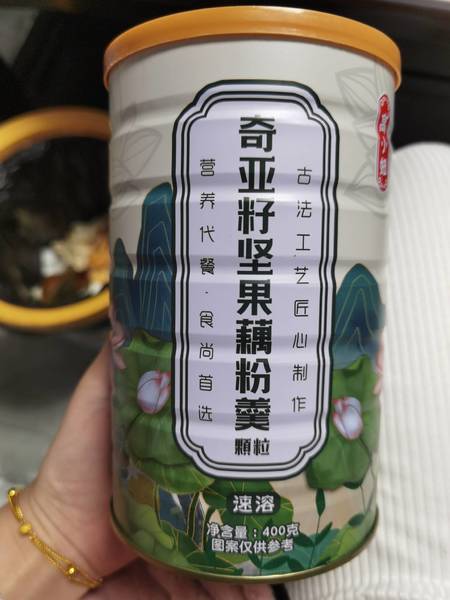 奇亚籽坚果藕粉羹
顆粒
古法工艺匠心制作
营养代餐·食尚首选
速溶
净含量：400克
图案仅供参考